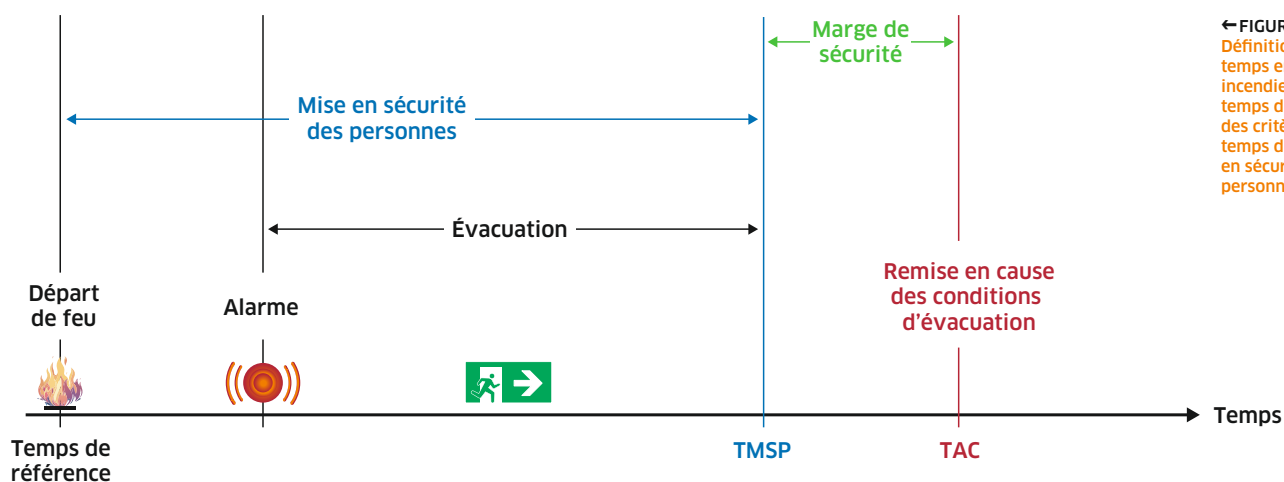 Marge de
sécurité
←FIGUR
Définitio
temps e
incendie
temps d
des critè
temps d
en sécur
personn
Mise en sécurité
des personnes
Évacuation
Remise en cause
des conditions
d'évacuation
Départ
de feu
Alarme
Temps
Temps de
référence
TMSP
TAC